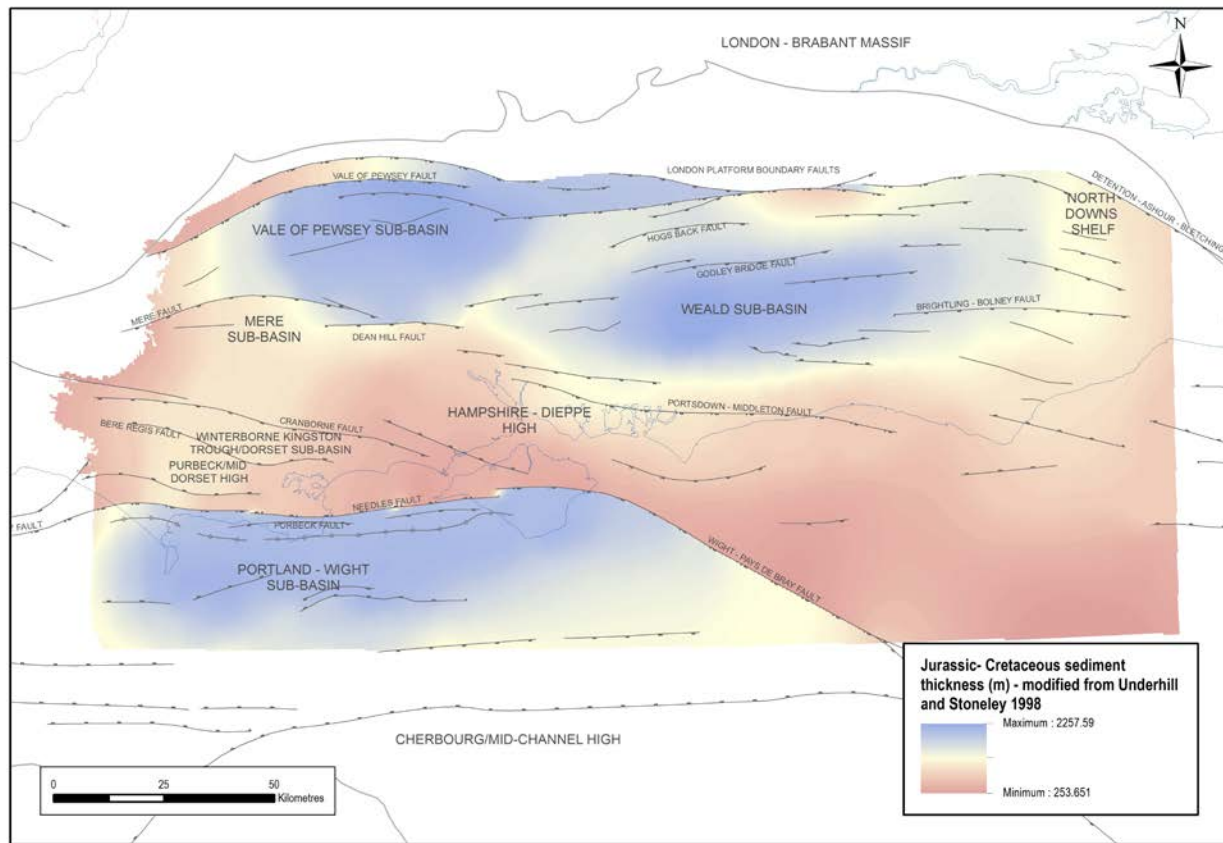 LONDON - BRABANT MASSIF
N
VALE OF PEWSEY FAULT
LONDON PLATFORM BOUNDARY FAULTS
DETENTION - ASHOUR - BLETCHING
NORTH
DOWNS
SHELF
VALE OF PEWSEY SUB-BASIN
HOGS BACK FAULT
GODLEY BRIDGE FAULT
WEALD SUB-BASIN
BRIGHTLING - BOLNEY FAULT
MERE FAULT
MERE
SUB-BASIN
DEAN HILL FAULT
HAMPSHIRE - DIEPPE
HIGH
PORTSDOWN - MIDDLETON FAULT
CRANBORNE FAULT
BERE REGIS FAULT
WINTERBORNE KINGSTON
TROUGH/DORSET SUB-BASIN
PURBECK/MID
DORSET HIGH
NEEDLES FAULT
FAULT
PURBECK FAULT
WIGHT - PAYS DE BRAY FAULT
PORTLAND - WIGHT
SUB-BASIN
CHERBOURG/MID-CHANNEL HIGH
Jurassic- Cretaceous sediment
thickness (m) - modified from Underhill
and Stoneley 1998
Maximum : 2257.59
Minimum : 253.651
0 25 50
Kilometres